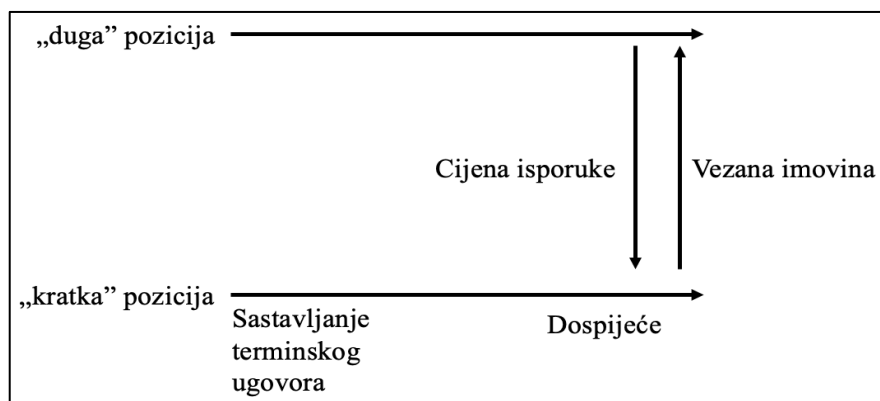 „duga” pozicija
Cijena isporuke
Vezana imovina
„kratka” pozicija
Sastavljanje
terminskog
ugovora
Dospijeće